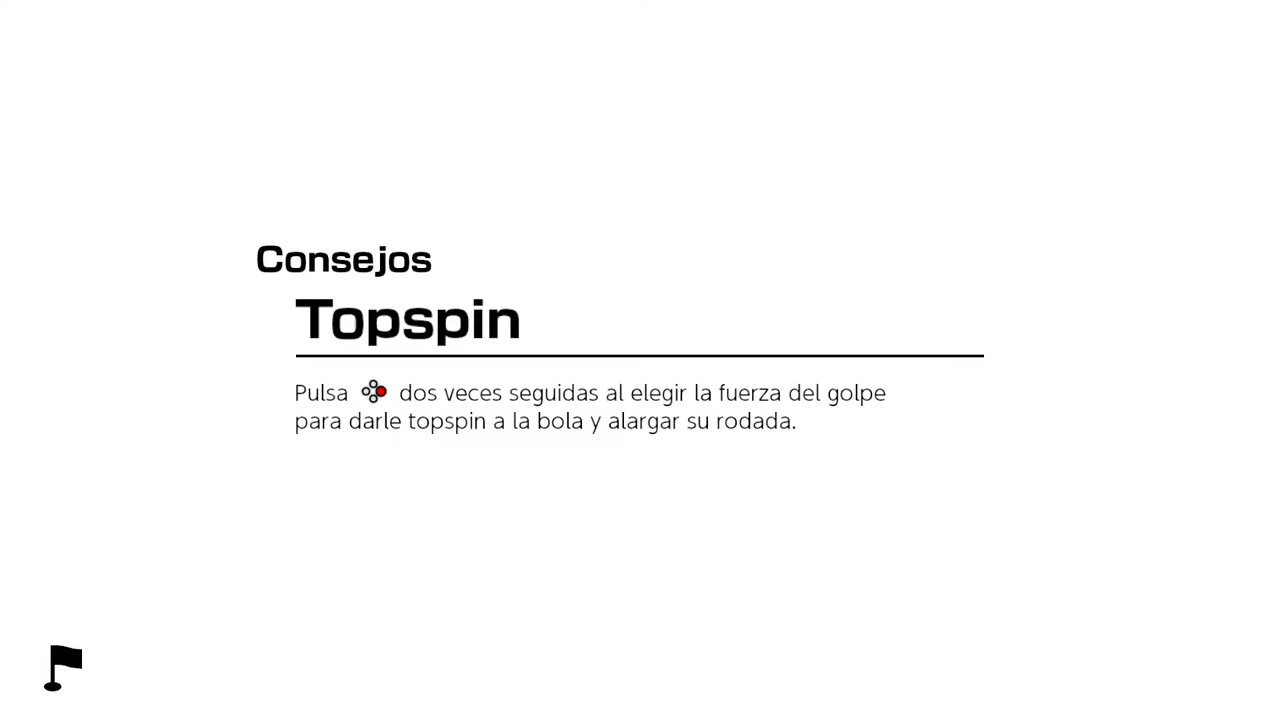 Consejos
Topspin
Pulsa dos veces seguidas al elegir la fuerza del golpe
para darle topspin a la bola y alargar su rodada.